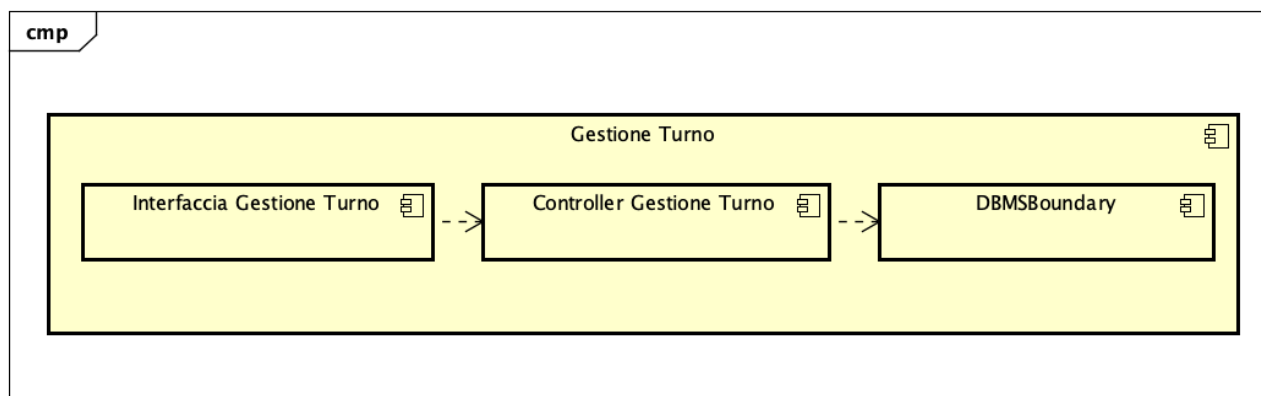 cmp
Gestione Turno
Interfaccia Gestione Turno
Controller Gestione Turno
DBMSBoundary